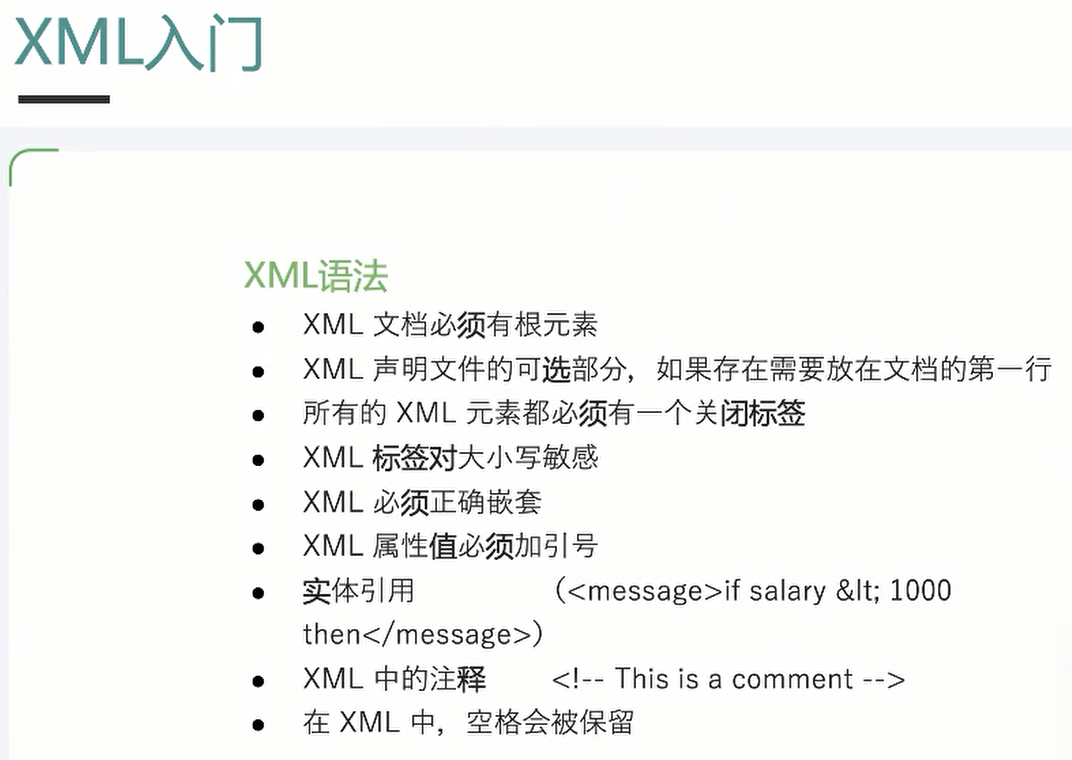 XML入门
XML语法
● XML 文档必须有根元素
● XML 声明文件的可选部分，如果存在需要放在文档的第一行
● 所有的 XML 元素都必须有一个关闭标签
● XML 标签对大小写敏感
● XML 必须正确嵌套
● XML 属性值必须加引号
● 实体引用 （<message>if salary &lt; 1000
then</message>）
● XML 中的注释 <!-- This is a comment -->
● 在 XML 中，空格会被保留